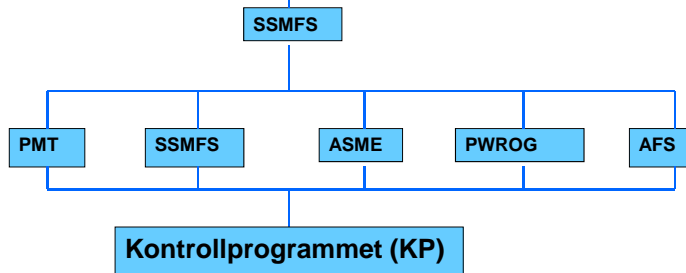 SSMFS
PMT
SSMFS
ASME
PWROG
AFS
Kontrollprogrammet (KP)